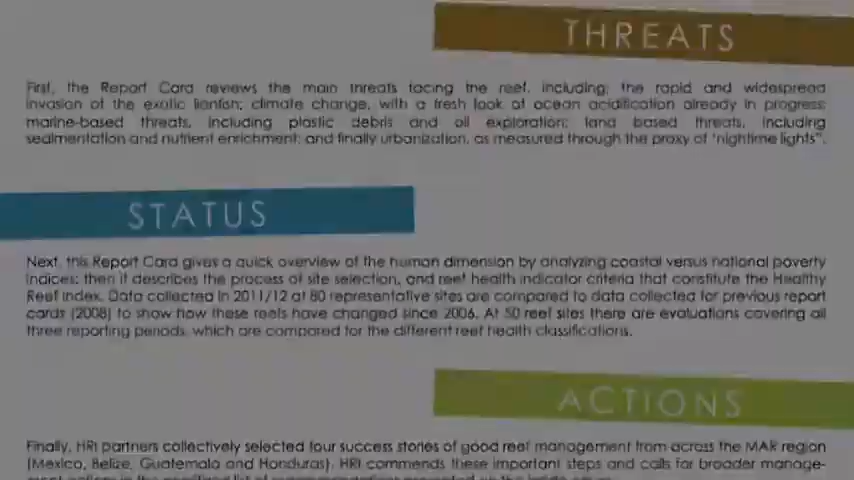 THREATS
First, the Report Card reviews the main threats facing the reef, including: the rapid and widespread
invasion of the exotic lionfish; climate change, with a fresh look at ocean acidification already in progress;
marine-based threats, including plastic debris and oil exploration; land based threats, including
sedimentation and nutrient enrichment; and finally urbanization, as measured through the proxy of "nightime lights".
STATUS
Next, this Report Card gives a quick overview of the human dimension by analyzing coastal versus national poverty
indices; then it describes the process of site selection, and reef health indicator criteria that constitute the Healthy
Reef Index. Data collected in 2011/12 at 80 representative sites are compared to data collected for previous report
cards (2008) to show how these reefs have changed since 2006. At 50 reef sites there are evaluations covering all
three reporting periods, which are compared for the different reef health classifications.
ACTIONS
Finally, HRI partners collectively selected four success stories of good reef management from across the MAR region
(Mexico, Belize, Guatemala and Honduras). HRI commends these important steps and calls for broader manage-